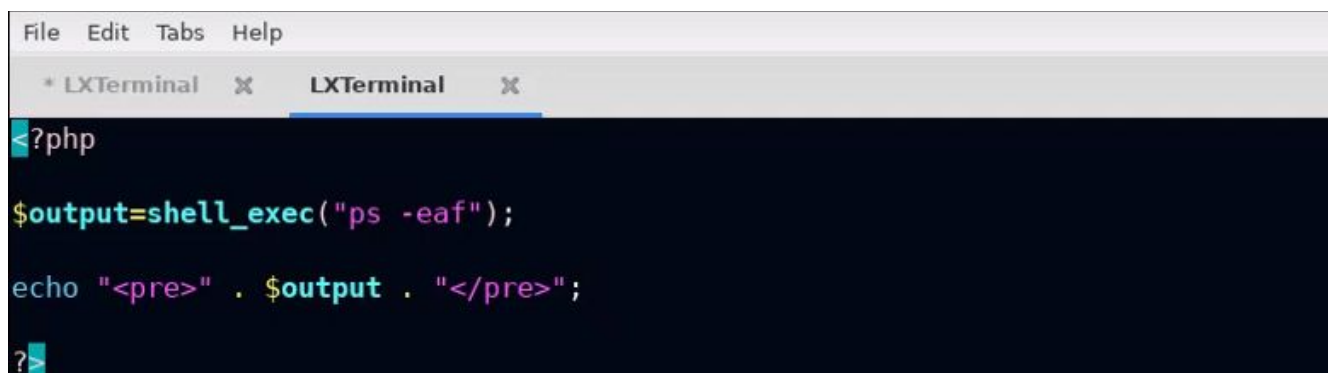 File Edit Tabs Help
* LXTerminal LXTerminal
<?php
$output=shell_exec("ps -eaf");
echo "<pre>" . $output . "</pre>";
?>